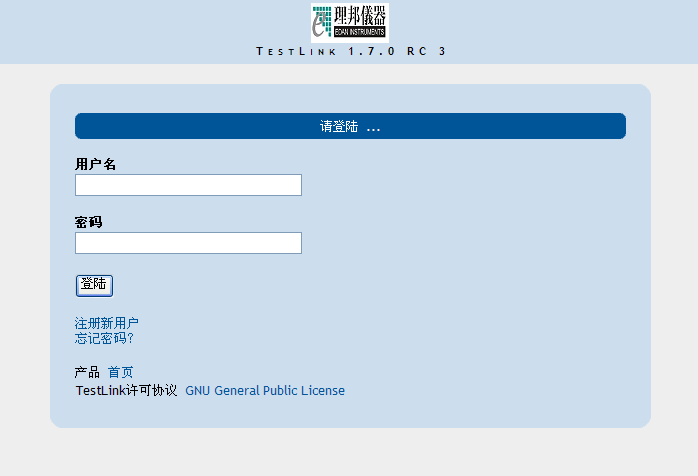 理邦儀器
EDAN INSTRUMENTS
TestLink 1.7.0 RC 3
请登陆 ...
用户名
密码
登陆
注册新用户
忘记密码?
产品 首页
TestLink许可协议 GNU General Public License